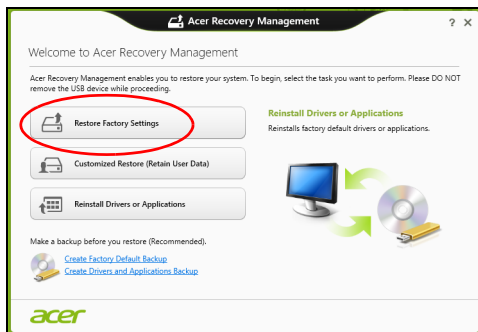 Acer Recovery Management
? X
Welcome to Acer Recovery Management
Acer Recovery Management enables you to restore your system. To begin, select the task you want to perform. Please DO NOT
remove the USB device while proceeding.
Restore Factory Settings
Customized Restore (Retain User Data)
Reinstall Drivers or Applications
Reinstall Drivers or Applications
Reinstalls factory default drivers or applications.
Make a backup before you restore (Recommended).
Create Factory Default Backup
Create Drivers and Applications Backup
acer